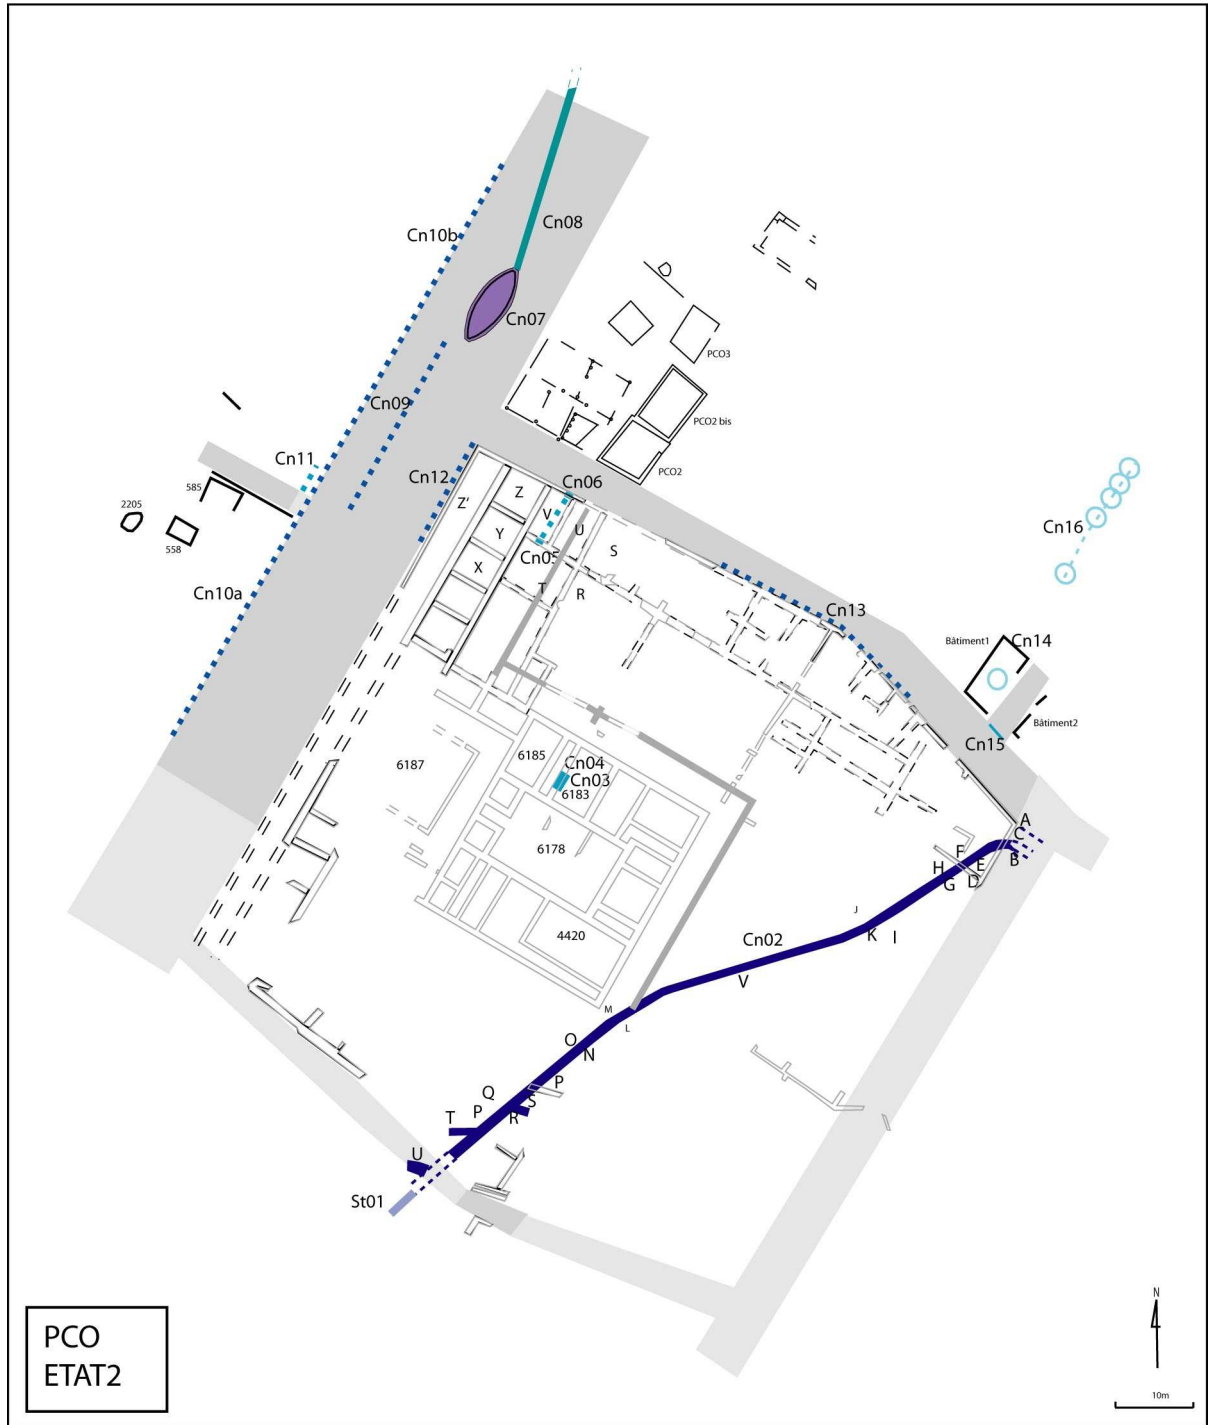 Cn08
Cn10b
Cn07
PCO3
Cn09
PCO2 bis
Cn11
Cn12
Cn06
PCO2
585
2205
558
Z'
Z
V
U
Y
Cn05
S
X
T
R
Cn16
Cn10a
Cn13
Bâtiment1
Cn14
Bâtiment2
Cn15
6187
6185
Cn04
Cn03
6183
6178
A
C
F
B
H
E
G
D
J
K
I
4420
Cn02
V
M
L
O
N
Q
P
P
S
T
R
U
St01
N
PCO
ETAT2
10m